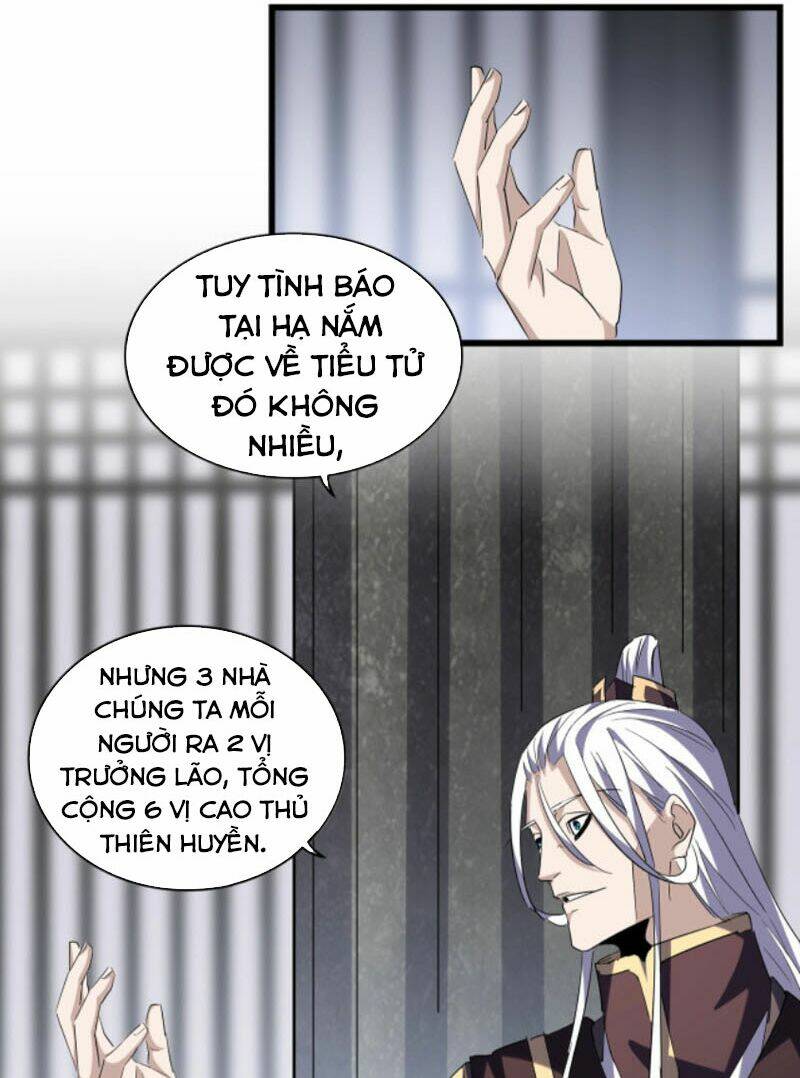 TUY TÌNH BÁO
TẠI HẠ NẮM
ĐƯỢC VỀ TIỂU TỬ
ĐÓ KHÔNG
NHIỀU,
NHƯNG 3 NHÀ
CHÚNG TA MỖI
NGƯỜI RA 2 VỊ
TRƯỞNG LÃO, TỔNG
CỘNG 6 VỊ CAO THỦ
THIÊN HUYỀN.